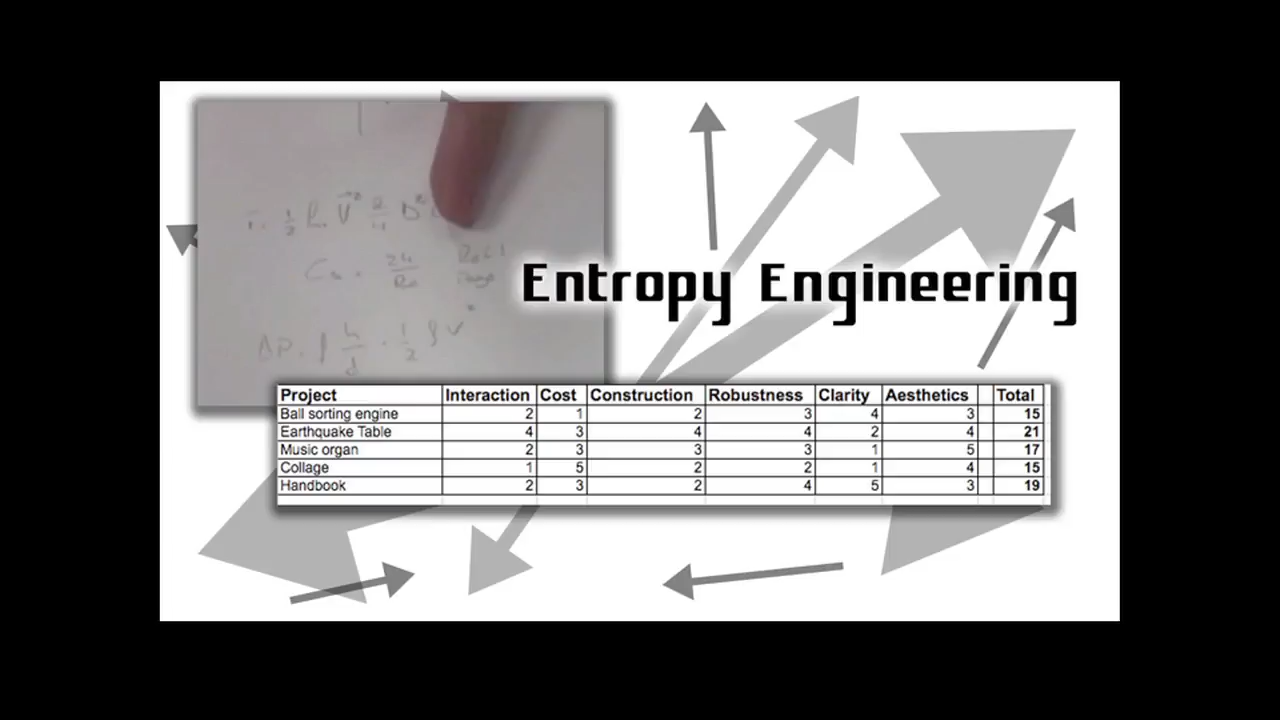 Entropy Engineering
Project Interaction Cost Construction Robustness Clarity Aesthetics Total
Ball sorting engine 2 1 2 3 4 3 15
Earthquake Table 4 3 4 4 2 4 21
Music organ 2 3 3 3 1 5 17
Collage 1 5 2 2 1 4 15
Handbook 2 3 2 4 5 3 19